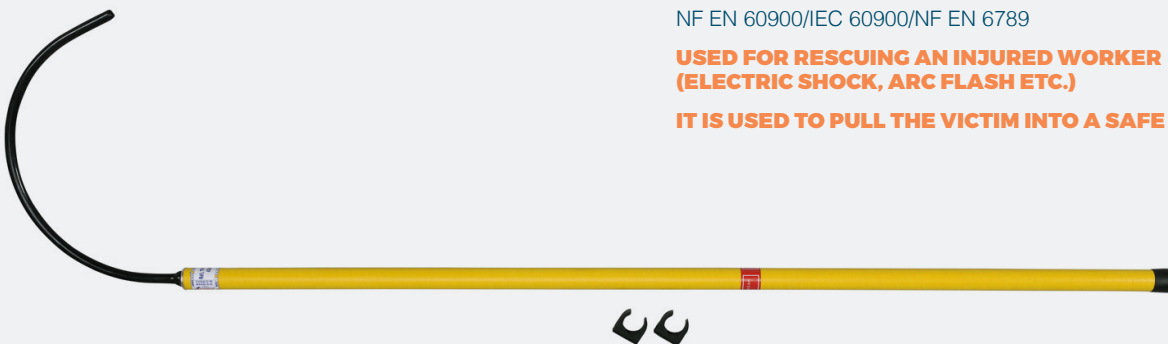 NF EN 60900/IEC 60900/NF EN 6789
USED FOR RESCUING AN INJURED WORKER
(ELECTRIC SHOCK, ARC FLASH ETC.)
IT IS USED TO PULL THE VICTIM INTO A SAFE